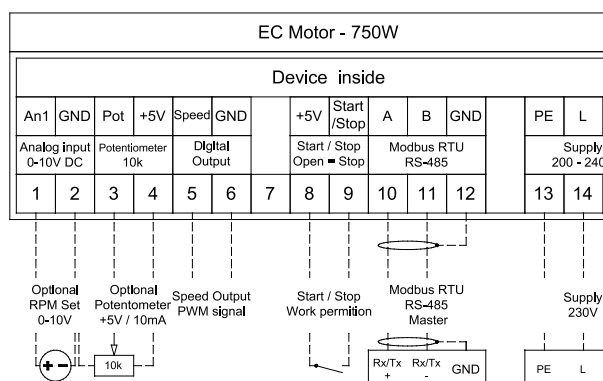 EC Motor - 750W
Device inside
An1 GND Pot +5V Speed GND +5V Start /Stop A B GND PE L
Analog input 0-10V DC
Potentiometer 10k
Digital Output
Start / Stop Open = Stop
Modbus RTU RS-485
Supply 200 - 240
1 2 3 4 5 6 7 8 9 10 11 12 13 14
Optional RPM Set 0-10V
Optional Potentometer +5V / 10mA
Speed Output PWM signal
Start / Stop Work permition
Modbus RTU RS-485 Master
Supply 230V
+ -
10k
Rx/Tx + Rx/Tx - GND
PE L